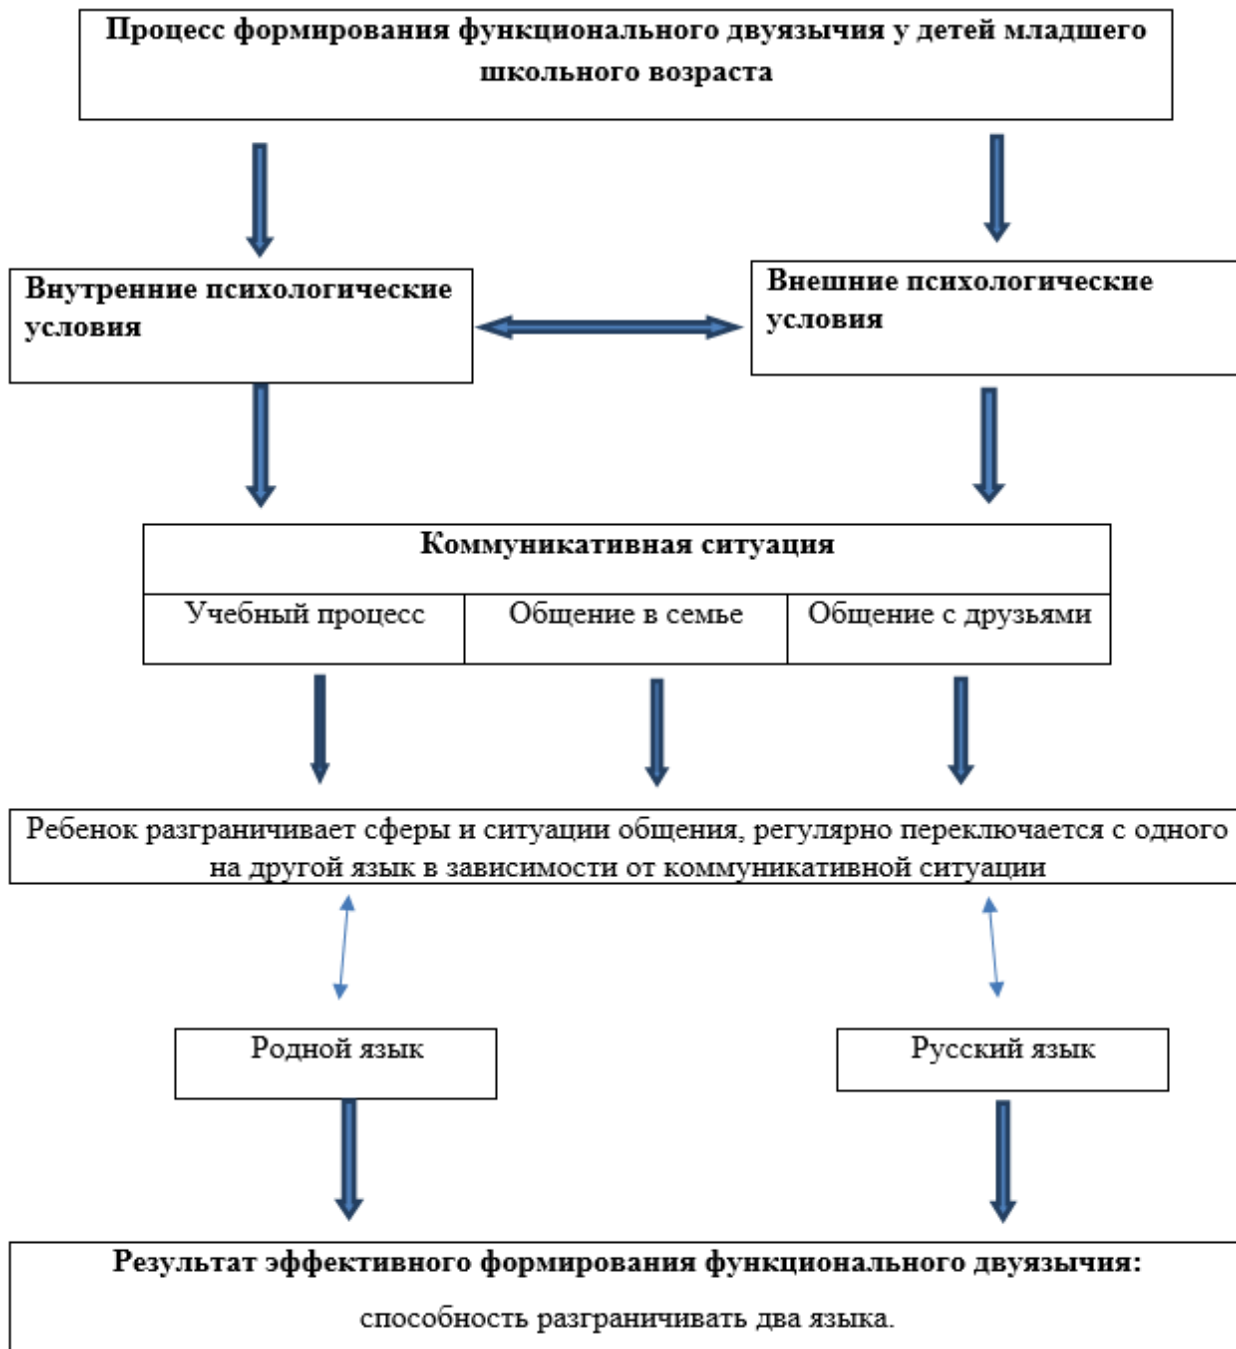 Процесс формирования функционального двуязычия у детей младшего
школьного возраста
Внутренние психологические
условия
Внешние психологические
условия
Коммуникативная ситуация
Учебный процесс
Общение в семье
Общение с друзьями
Ребенок разграничивает сферы и ситуации общения, регулярно переключается с одного
на другой язык в зависимости от коммуникативной ситуации
Родной язык
Русский язык
Результат эффективного формирования функционального двуязычия:
способность разграничивать два языка.